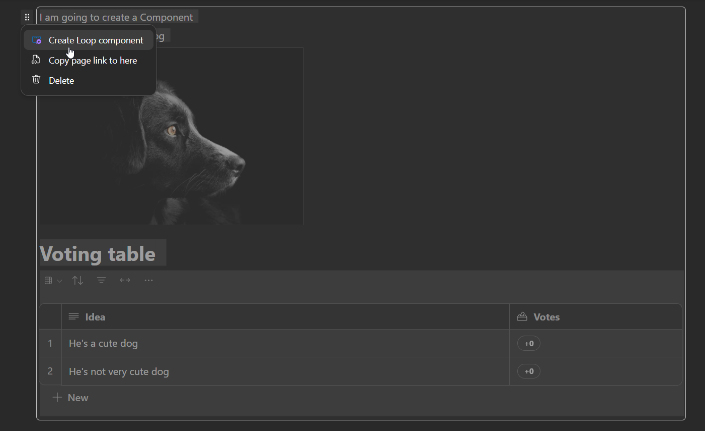 I am going to create a Component
og
Create Loop component
Copy page link to here
Delete
Voting table
Idea
Votes
1
He's a cute dog
+0
2
He's not very cute dog
+0
New